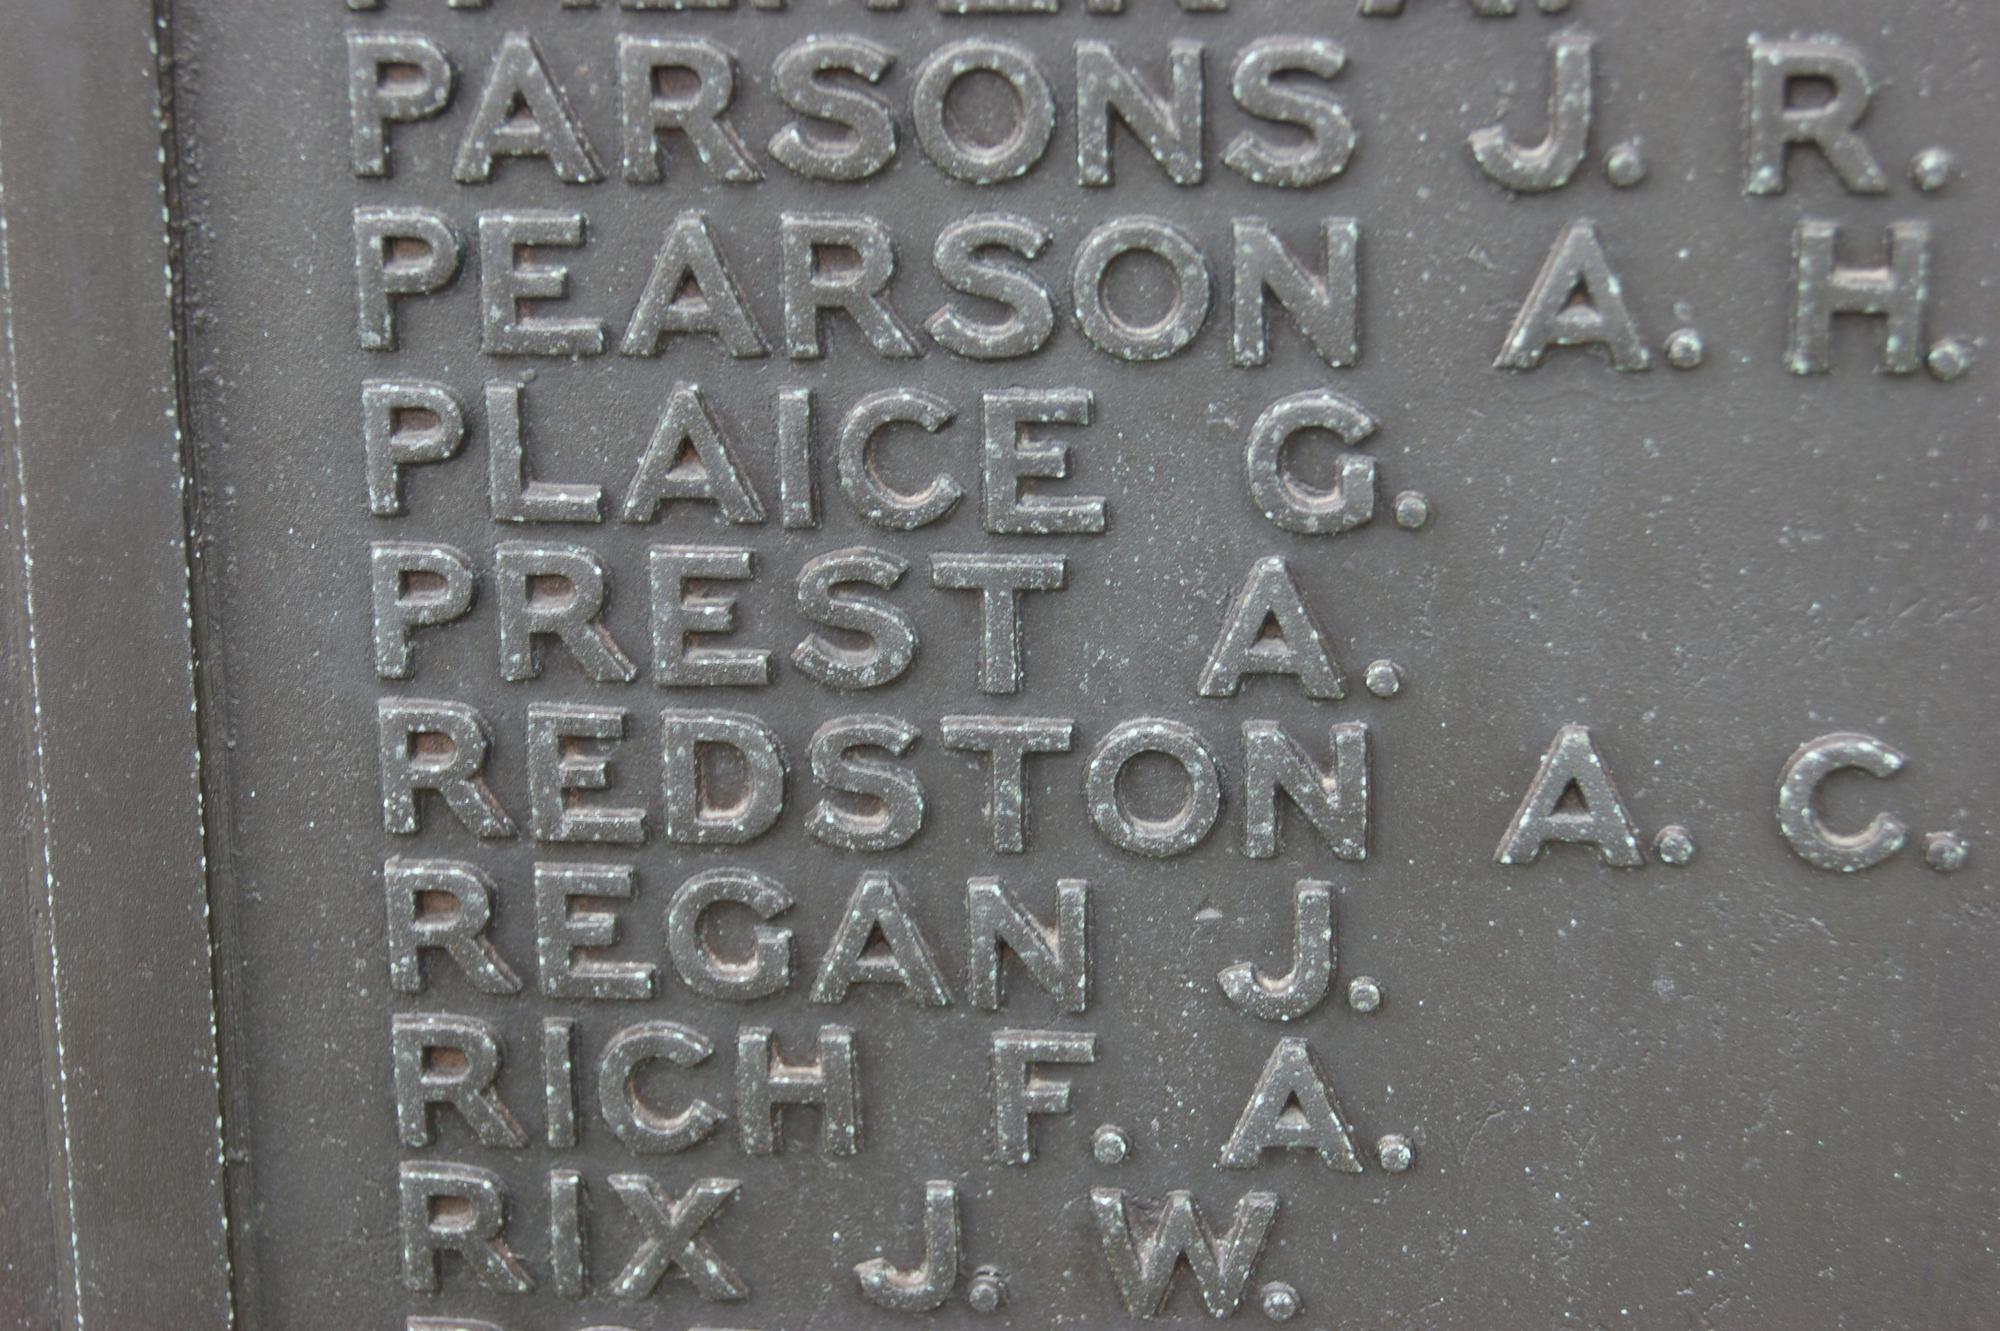 PARSONS J. R.
PEARSON A. H.
PLAICE G.
PREST A.
REDSTON A. C.
REGAN J.
RICH F. A.
RIX J. W.